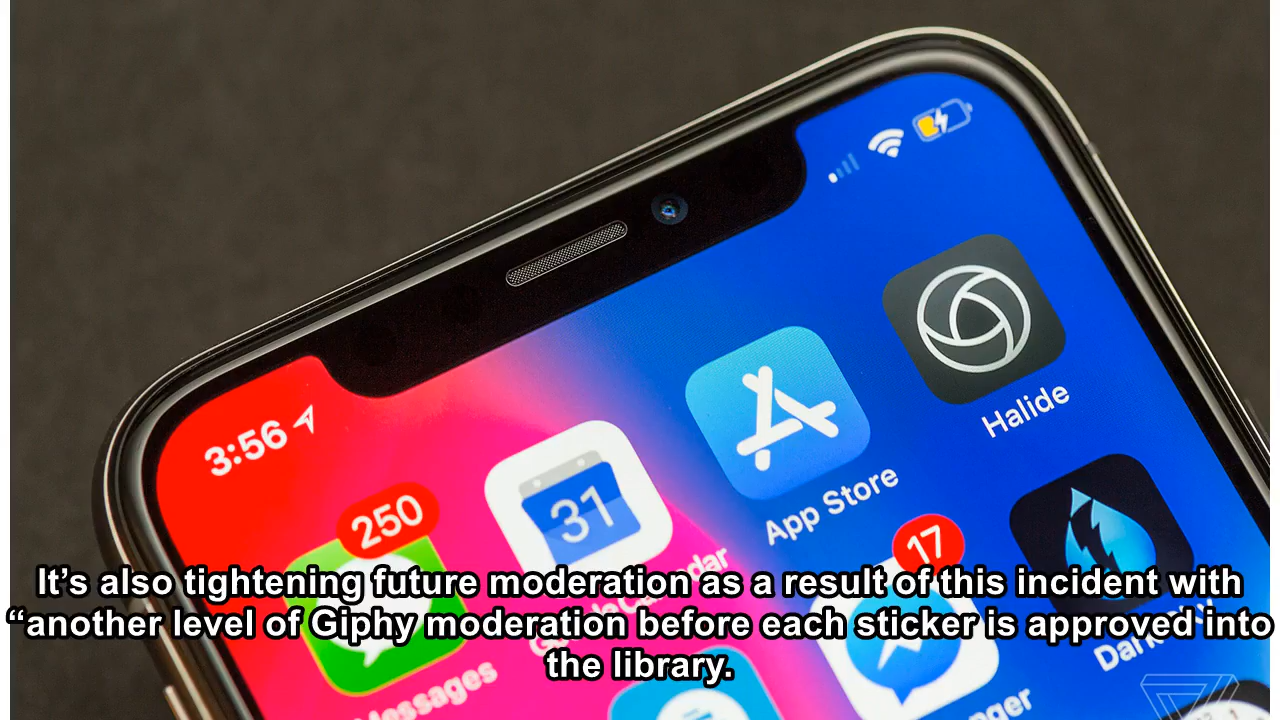 3:56
Halide
App Store
31
250
17
Messages
It’s also tightening future moderation as a result of this incident with
“another level of Giphy moderation before each sticker is approved into
the library.